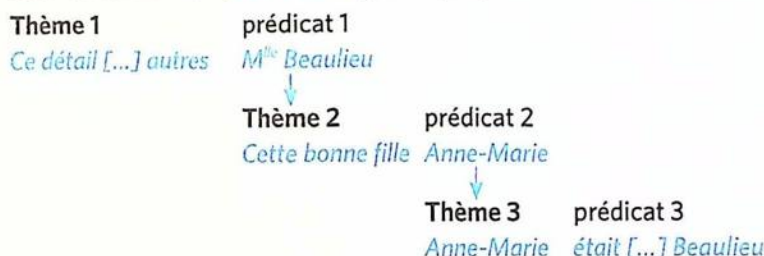 Thème 1 prédicat 1
Ce détail [...] autres Mlle Beaulieu
Thème 2 prédicat 2
Cette bonne fille Anne-Marie
Thème 3 prédicat 3
Anne-Marie était [...] Beaulieu